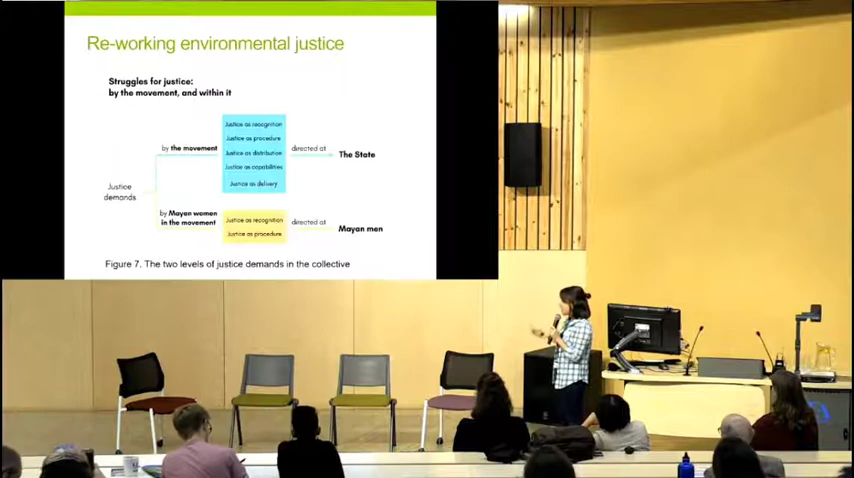 Re-working environmental justice
Struggles for justice:
by the movement, and within it
Justice as recognition
Justice as procedure
by the movement
Justice as distribution
directed at
The State
Justice as capabilities
Justice as delivery
Justice
demands
by Mayan women
in the movement
Justice as recognition
Justice as procedure
directed at
Mayan men
Figure 7. The two levels of justice demands in the collective